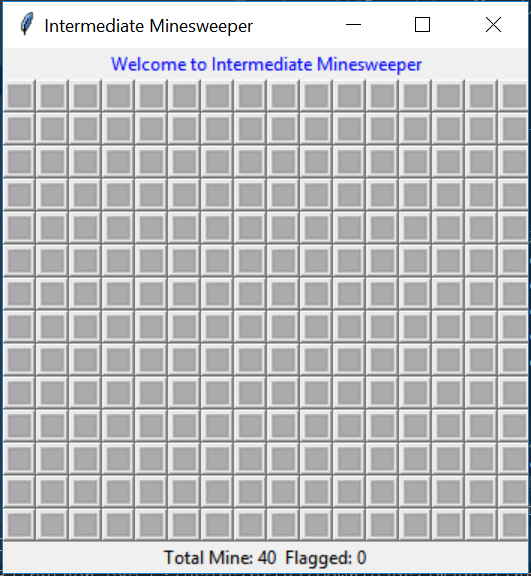 Intermediate Minesweeper
Welcome to Intermediate Minesweeper
Total Mine: 40  Flagged: 0